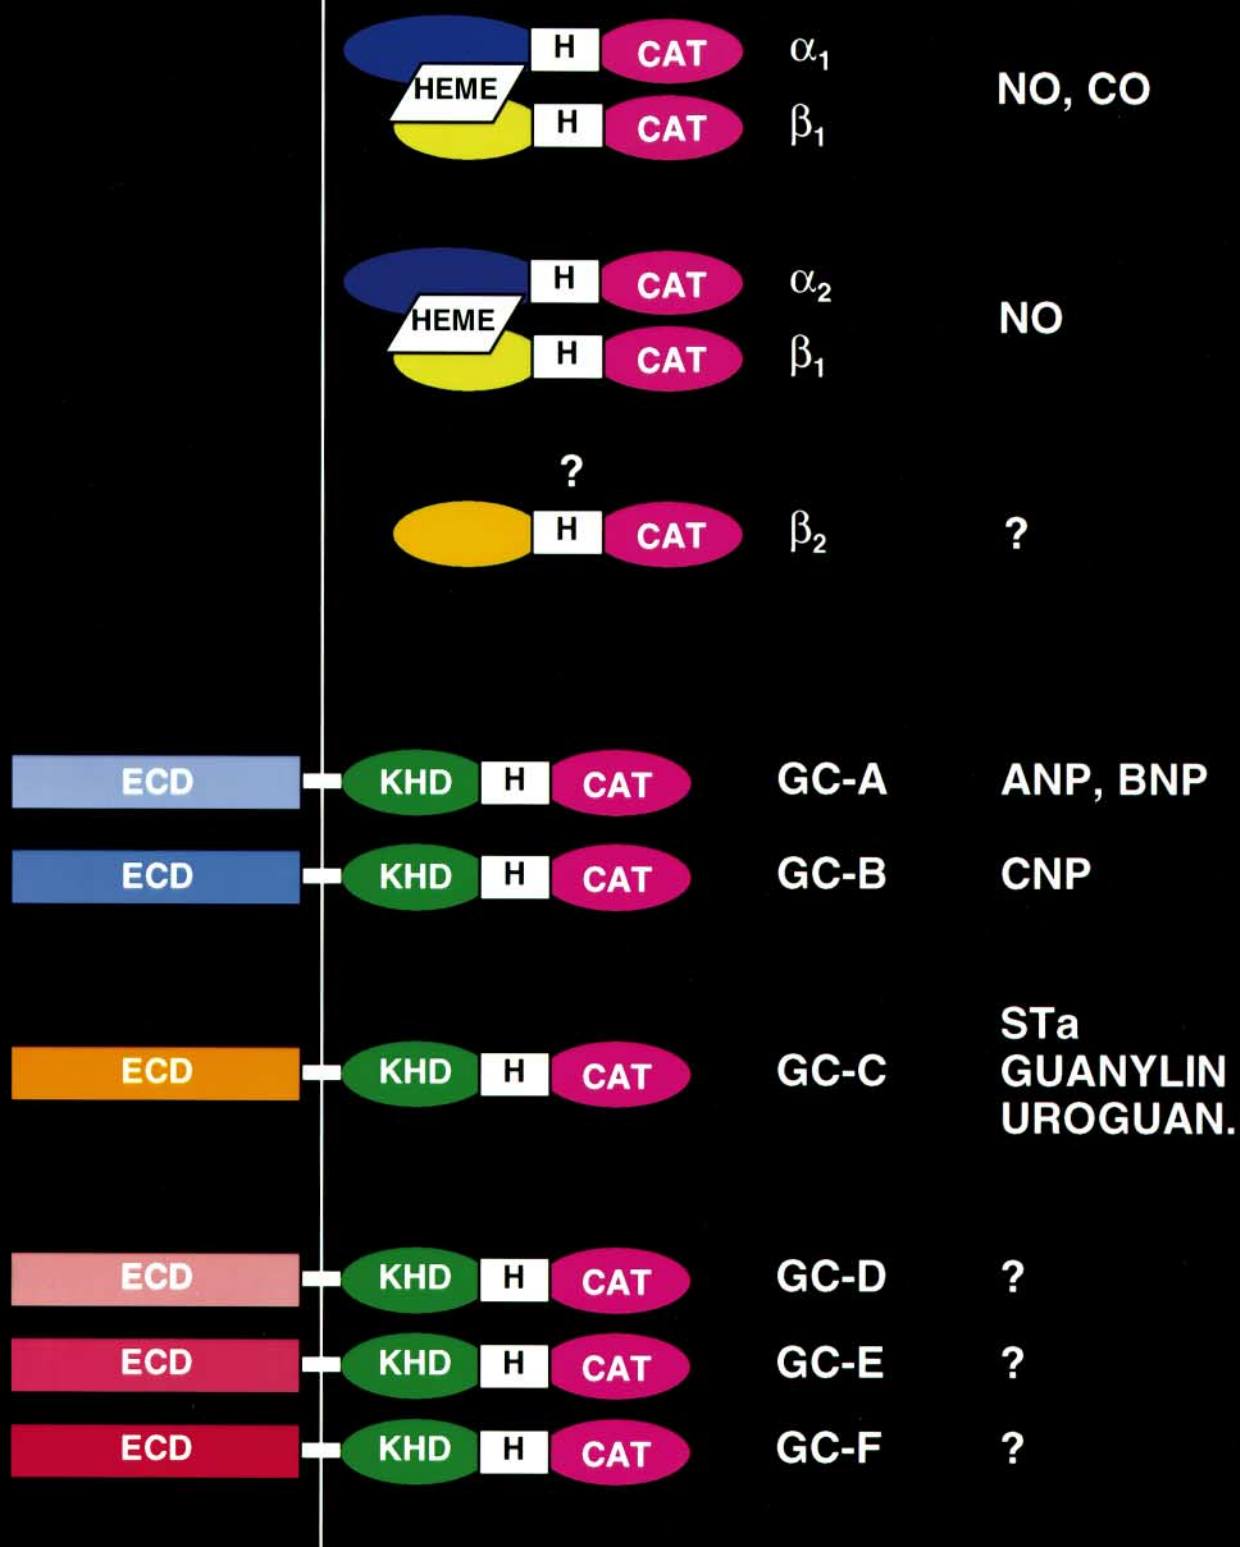 H CAT α1
HEME NO, CO
H CAT β1
H CAT α2
HEME NO
H CAT β1
?
H CAT β2 ?
ECD KHD H CAT GC-A ANP, BNP
ECD KHD H CAT GC-B CNP
STa
ECD KHD H CAT GC-C GUANYLIN
UROGUAN.
ECD KHD H CAT GC-D ?
ECD KHD H CAT GC-E ?
ECD KHD H CAT GC-F ?